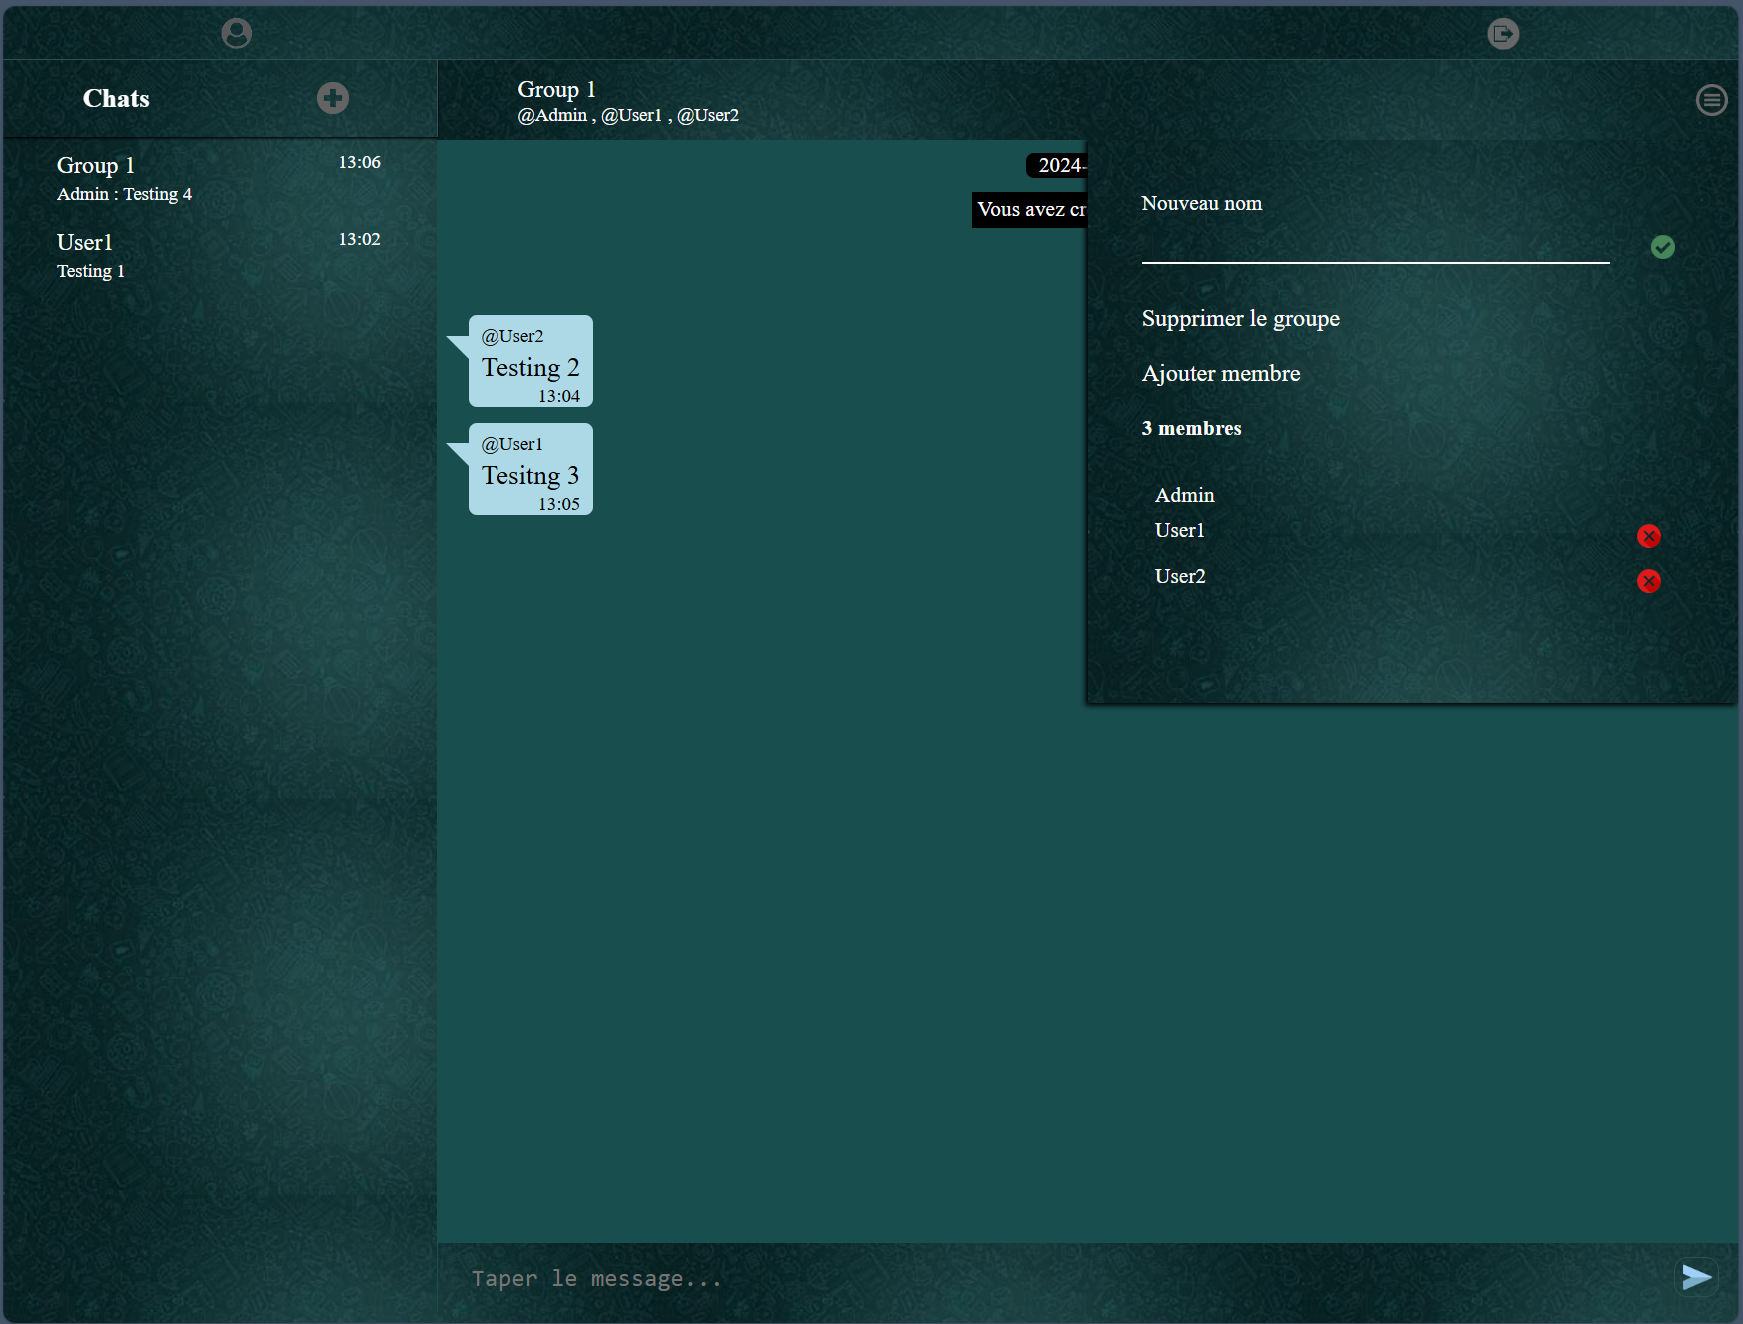 Chats
Group 1
13:06
Admin : Testing 4
User1
13:02
Testing 1
Group 1
@Admin , @User1 , @User2
2024-
Vous avez cr
@User2
Testing 2
13:04
@User1
Tesitng 3
13:05
Nouveau nom
Supprimer le groupe
Ajouter membre
3 membres
Admin
User1
User2
Taper le message...